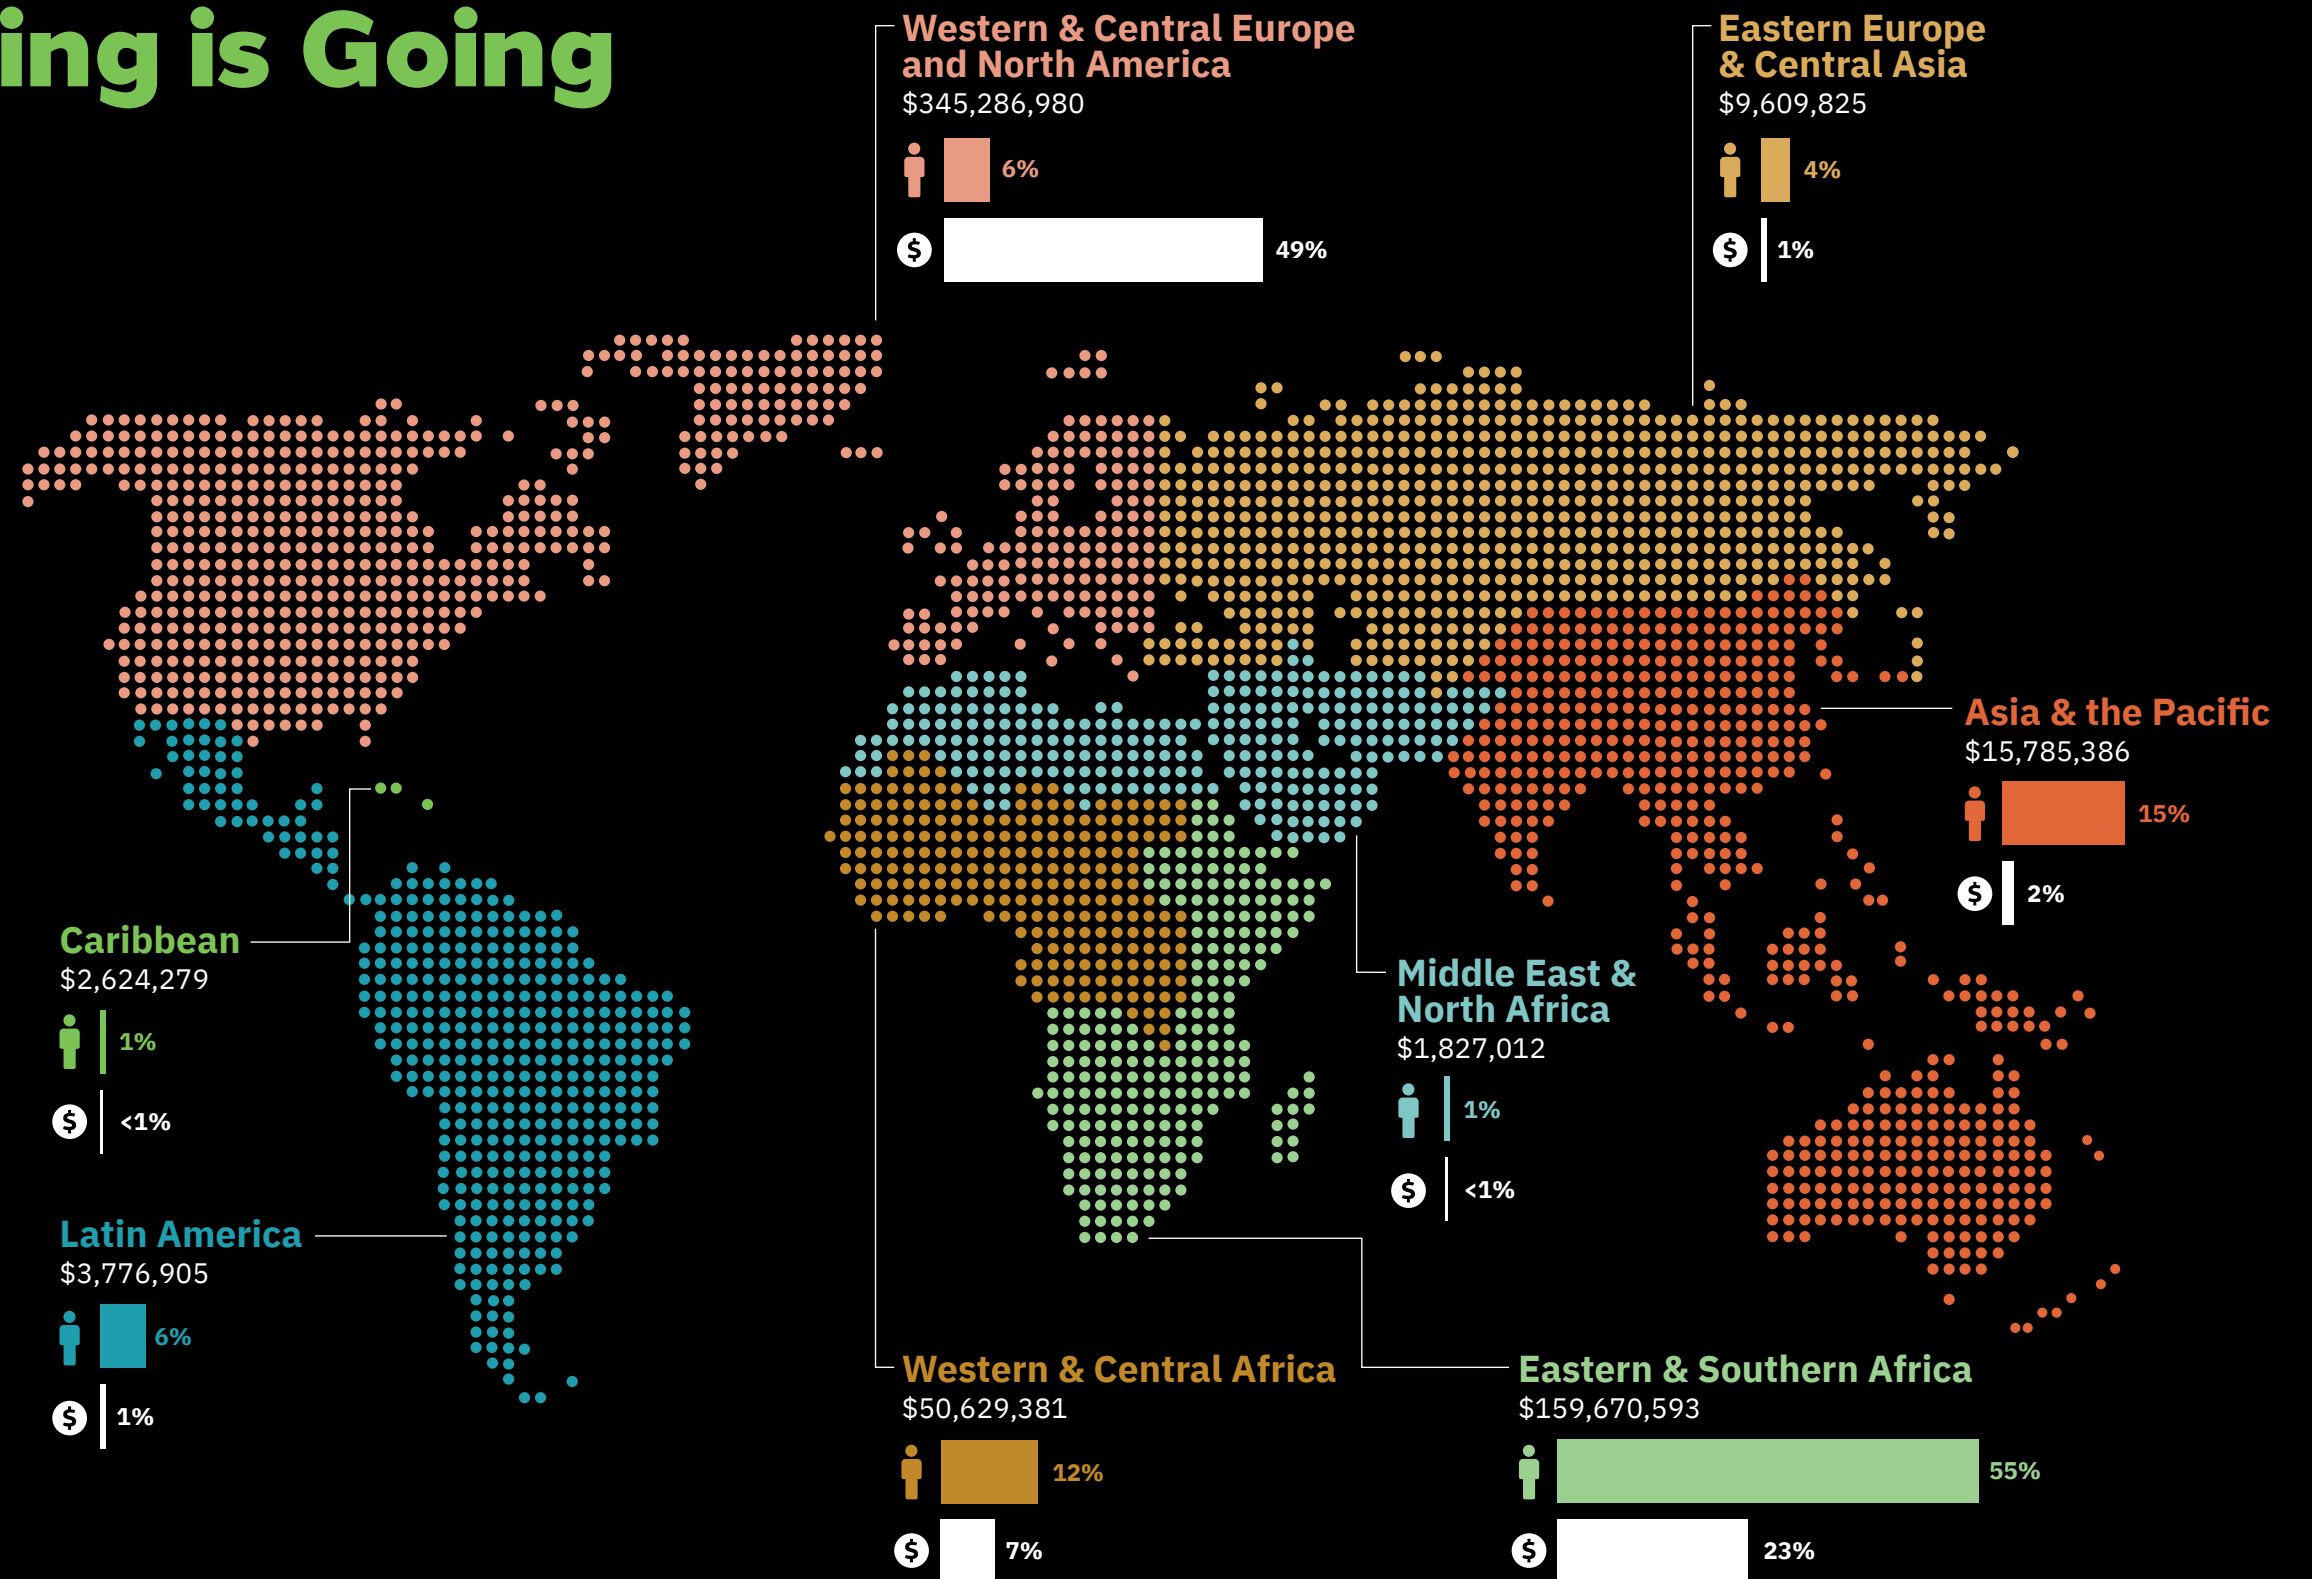 ing is Going
Western & Central Europe
and North America
$345,286,980
6%
$
49%
Eastern Europe
& Central Asia
$9,609,825
4%
$
1%
Asia & the Pacific
$15,785,386
15%
$
2%
Caribbean
$2,624,279
1%
$
<1%
Middle East &
North Africa
$1,827,012
1%
$
<1%
Latin America
$3,776,905
6%
$
1%
Western & Central Africa
$50,629,381
12%
$
7%
Eastern & Southern Africa
$159,670,593
55%
$
23%